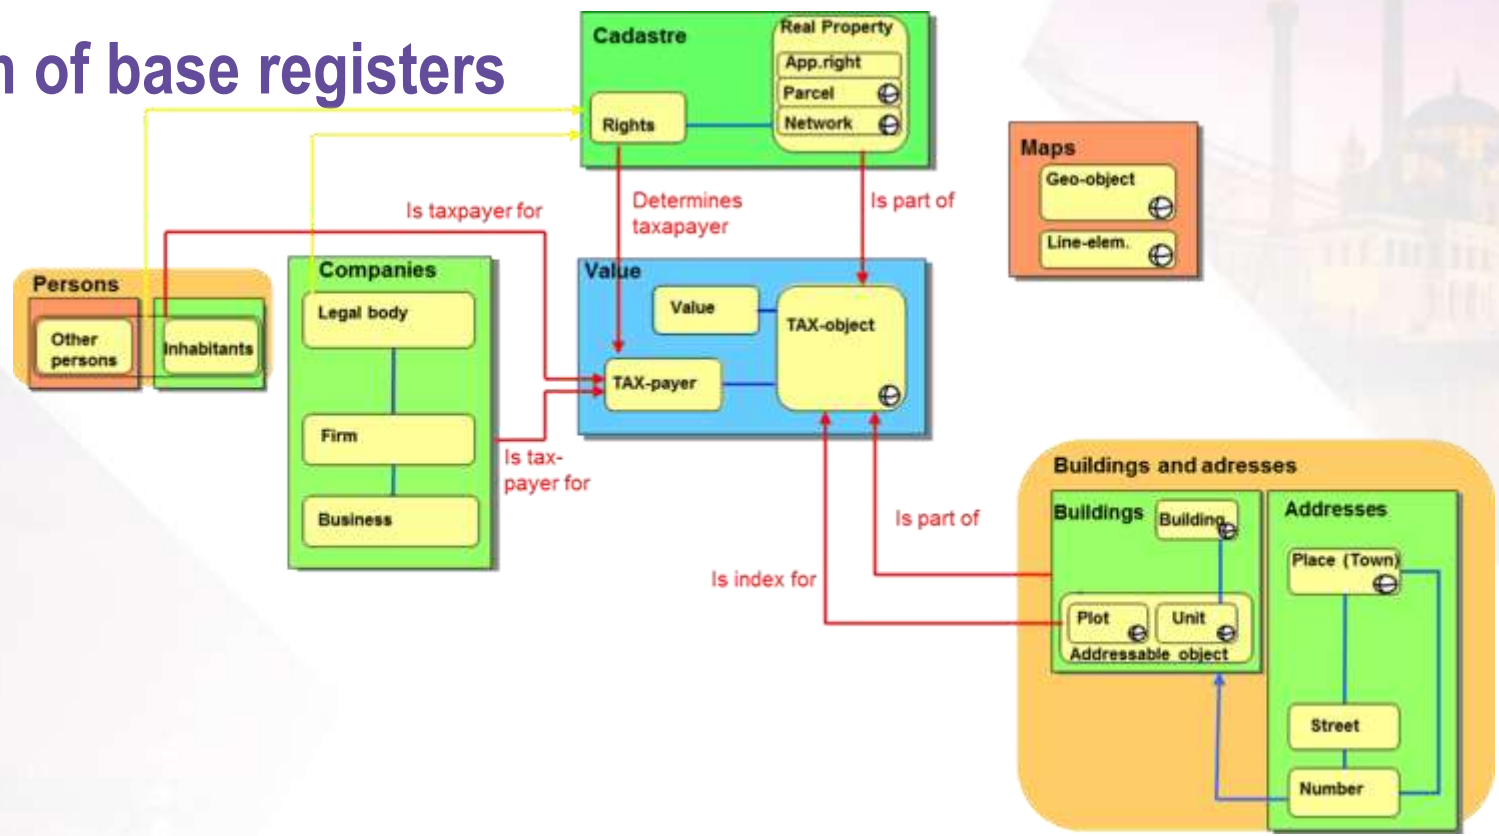 of base registers
Cadastre
Real Property
App.right
Parcel
Network
Rights
Maps
Geo-object
Line-elem.
Is taxpayer for
Determines
taxapayer
Is part of
Persons
Other
persons
Inhabitants
Companies
Legal body
Firm
Business
Value
Value
TAX-object
TAX-payer
Is tax-
payer for
Is part of
Is index for
Buildings and adresses
Buildings
Building
Plot
Unit
Addressable object
Addresses
Place (Town)
Street
Number